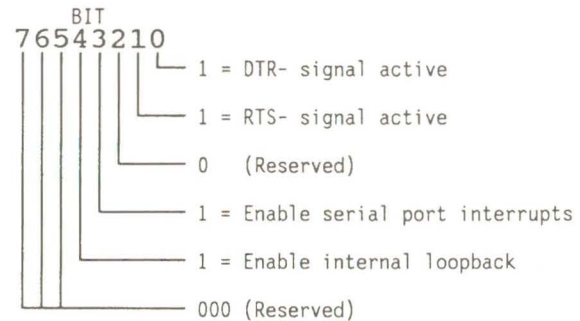 BIT
76543210
1 = DTR- signal active
1 = RTS- signal active
0 (Reserved)
1 = Enable serial port interrupts
1 = Enable internal loopback
000 (Reserved)